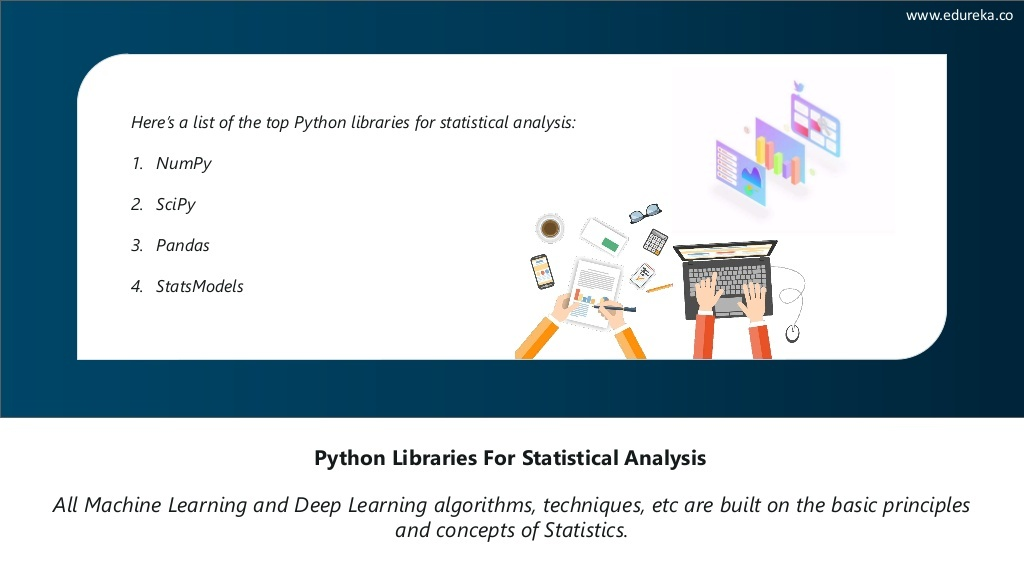 www.edureka.co
Here's a list of the top Python libraries for statistical analysis:
1. NumPy
2. SciPy
3. Pandas
4. StatsModels
Python Libraries For Statistical Analysis
All Machine Learning and Deep Learning algorithms, techniques, etc are built on the basic principles
and concepts of Statistics.